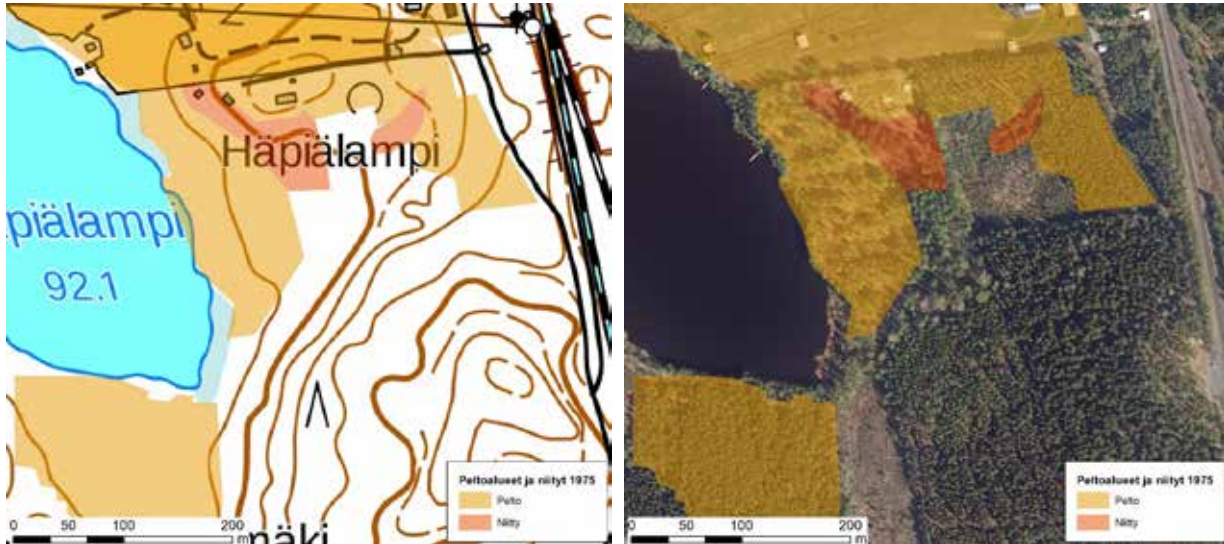 Häpiälampi
piälampi
92.1
näki
Peltoalueet ja niityt 1975
Pelto
Niitty
0 50 100 200
m
Peltoalueet ja niityt 1975
Pelto
Niitty
0 50 100 200
m